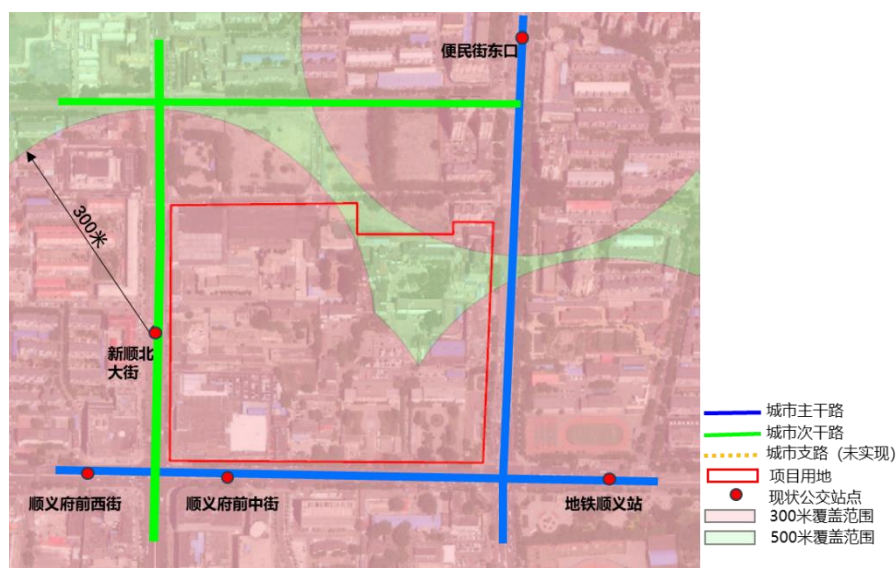 便民街东口
300米
新顺北
大街
顺义府前西街
顺义府前中街
地铁顺义站
城市主干路
城市次干路
城市支路（未实现）
项目用地
现状公交站点
300米覆盖范围
500米覆盖范围